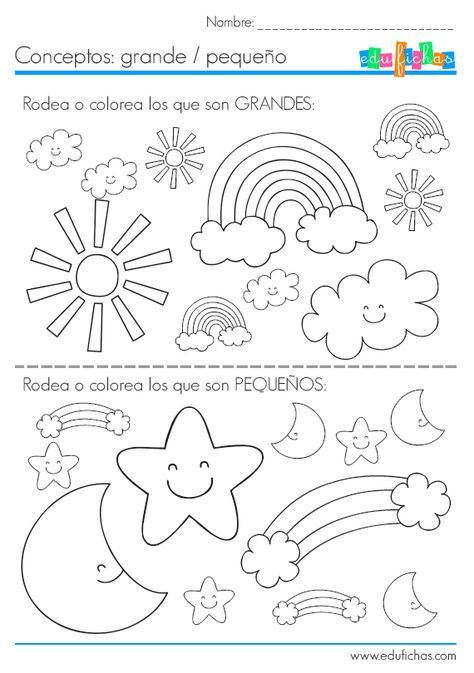 Nombre:____________________________
Conceptos: grande / pequeño
edufichas
Rodea o colorea los que son GRANDES:
Rodea o colorea los que son PEQUEÑOS:
www.edufichas.com